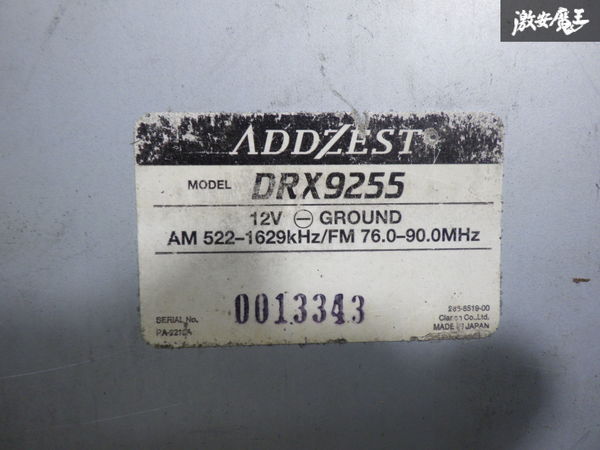 激安魔王
ADDZEST
MODEL DRX9255
12V ⊖ GROUND
AM 522–1629kHz/FM 76.0–90.0MHz
SERIAL No. 0013343
Clarion Co.,Ltd.
MADE IN JAPAN